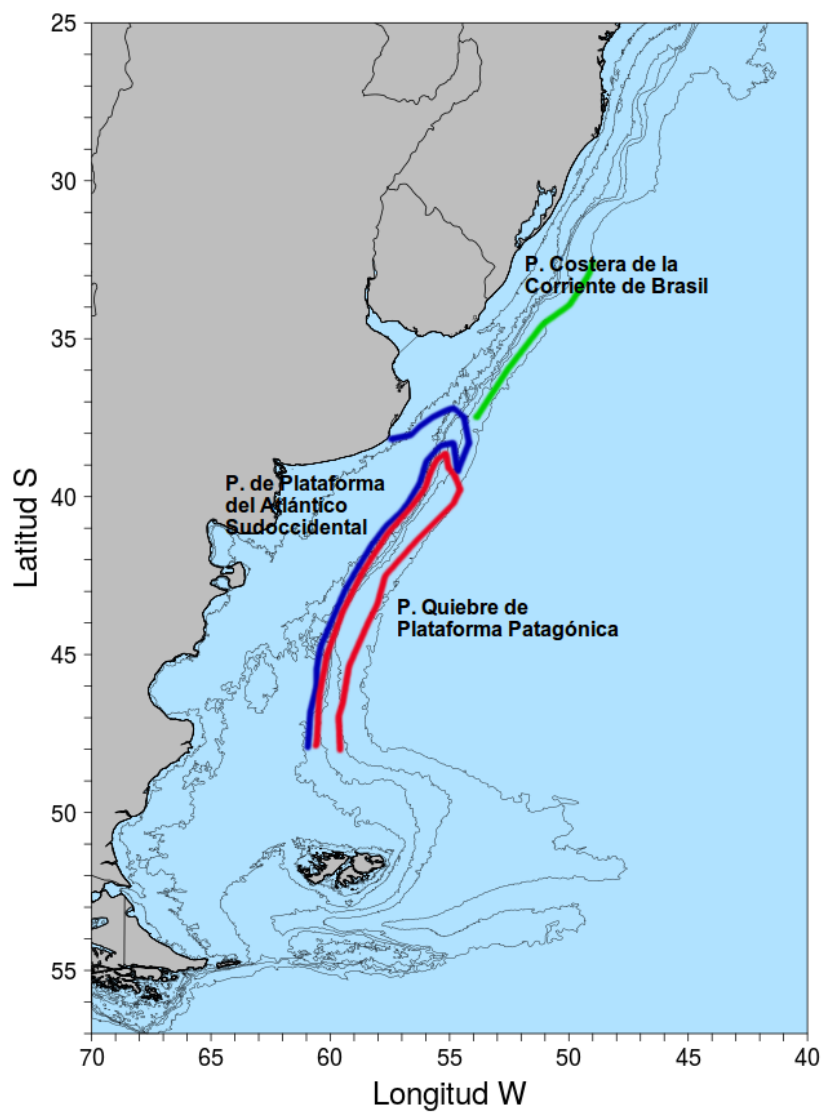 25
30
P. Costera de la
Corriente de Brasil
35
P. de Plataforma
del Atlántico
Sudoccidental
40
P. Quiebre de
Plataforma Patagónica
45
50
55
Latitud S
70 65 60 55 50 45 40
Longitud W